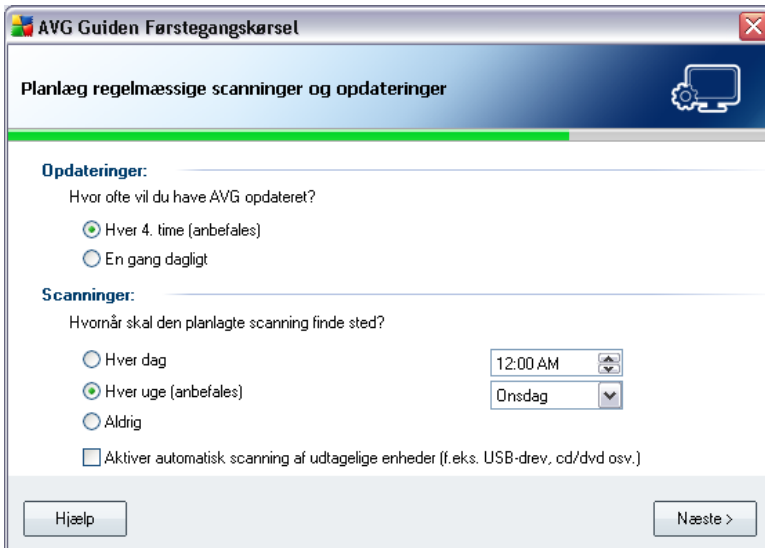 AVG Guiden Førstegangskørsel
Planlæg regelmæssige scanninger og opdateringer
Opdateringer:
Hvor ofte vil du have AVG opdateret?
Hver 4. time (anbefales)
En gang dagligt
Scanninger:
Hvornår skal den planlagte scanning finde sted?
Hver dag
12:00 AM
Hver uge (anbefales)
Onsdag
Aldrig
Aktiver automatisk scanning af udtagelige enheder (f.eks. USB-drev, cd/dvd osv.)
Hjælp
Næste >